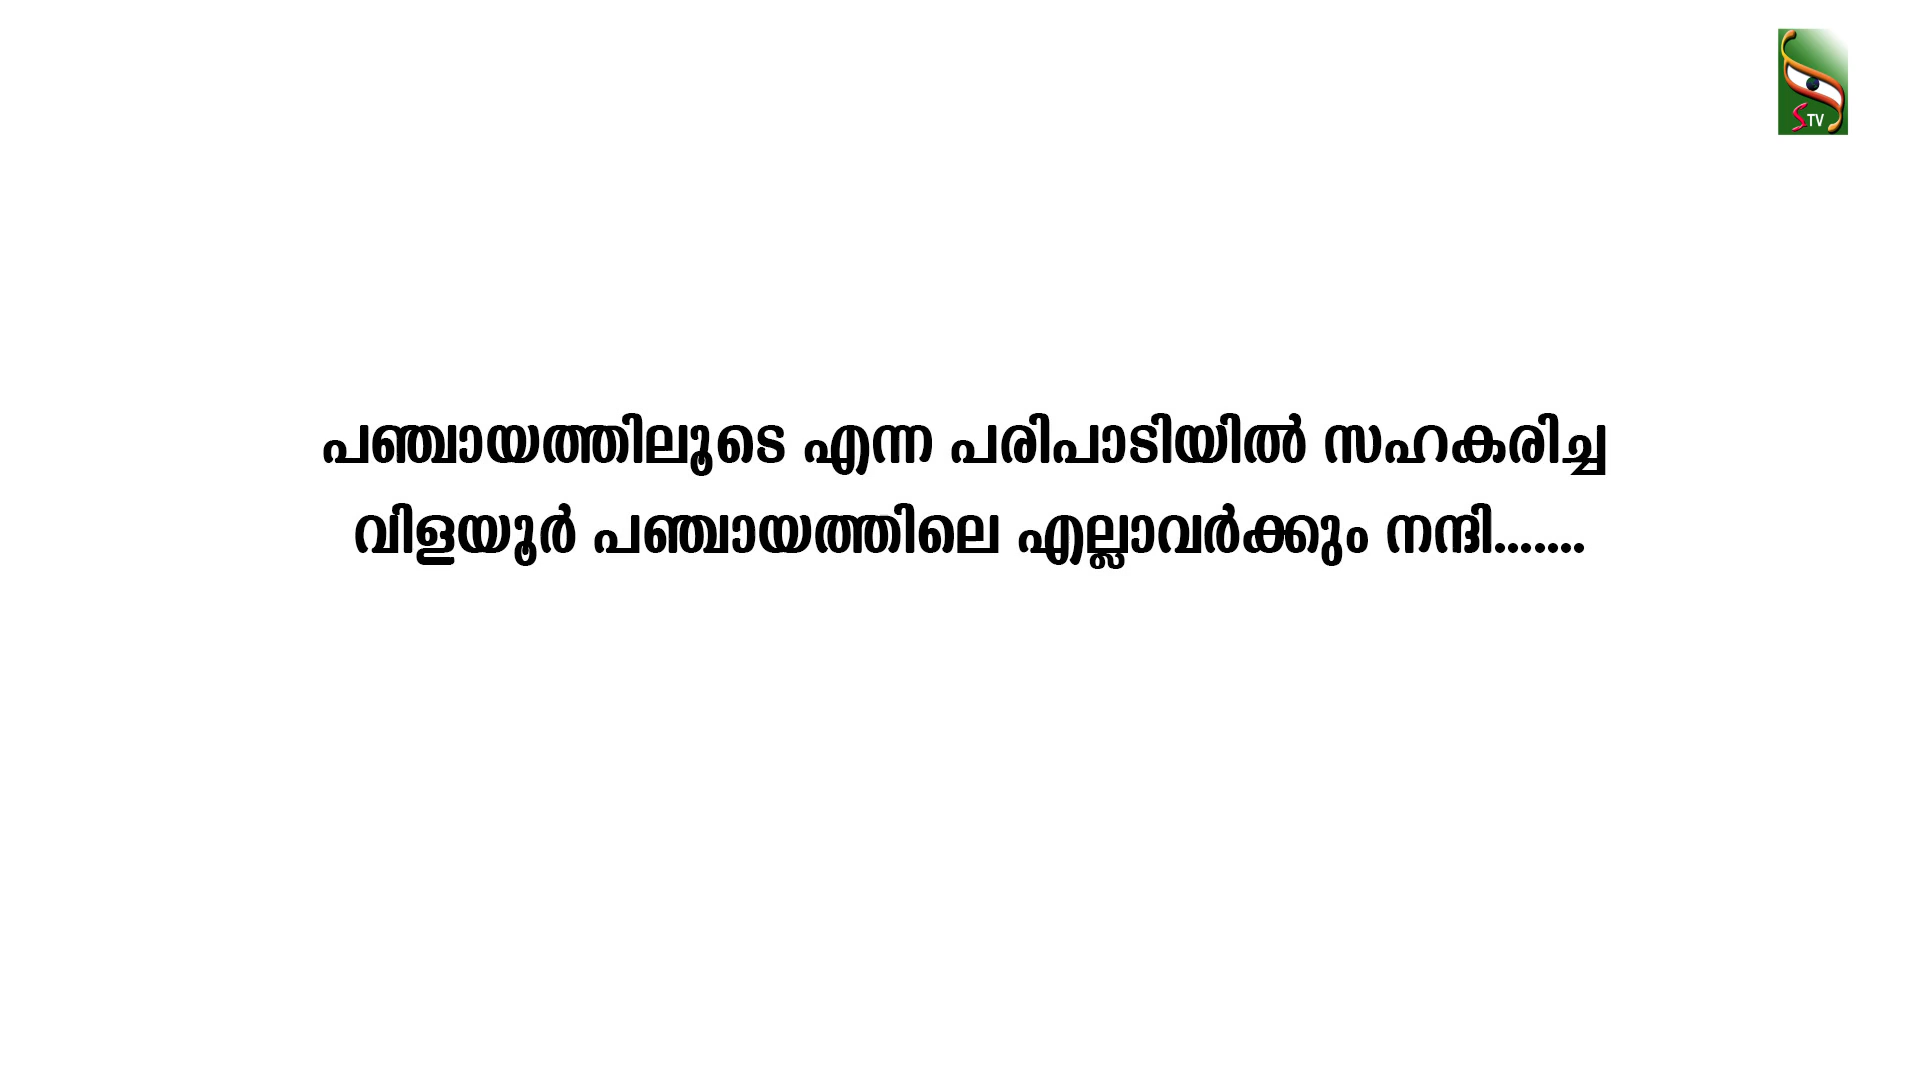 STV
പഞ്ചായത്തിലൂടെ എന്ന പരിപാടിയിൽ സഹകരിച്ച
വിളയൂർ പഞ്ചായത്തിലെ എല്ലാവർക്കും നന്ദി.......